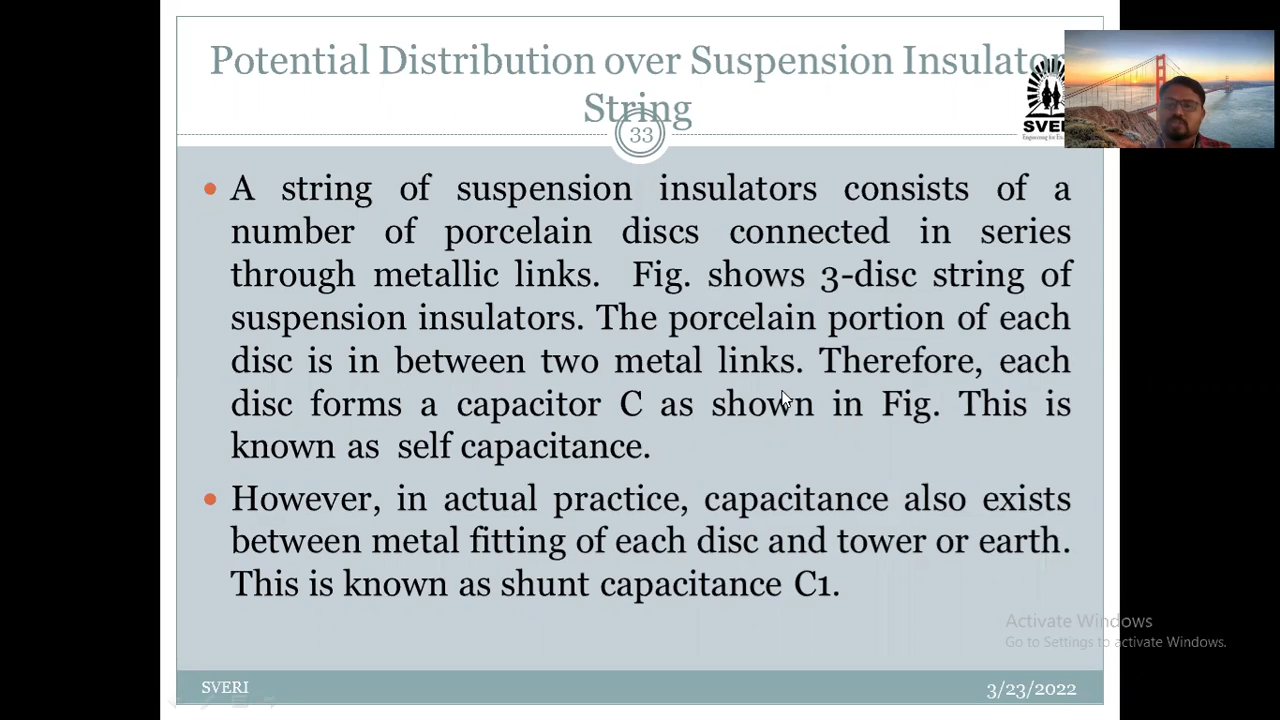 Potential Distribution over Suspension Insulator
String
33
SVERI
• A string of suspension insulators consists of a
number of porcelain discs connected in series
through metallic links. Fig. shows 3-disc string of
suspension insulators. The porcelain portion of each
disc is in between two metal links. Therefore, each
disc forms a capacitor C as shown in Fig. This is
known as self capacitance.
• However, in actual practice, capacitance also exists
between metal fitting of each disc and tower or earth.
This is known as shunt capacitance C1.
Activate Windows
Go to Settings to activate Windows.
SVERI
3/23/2022